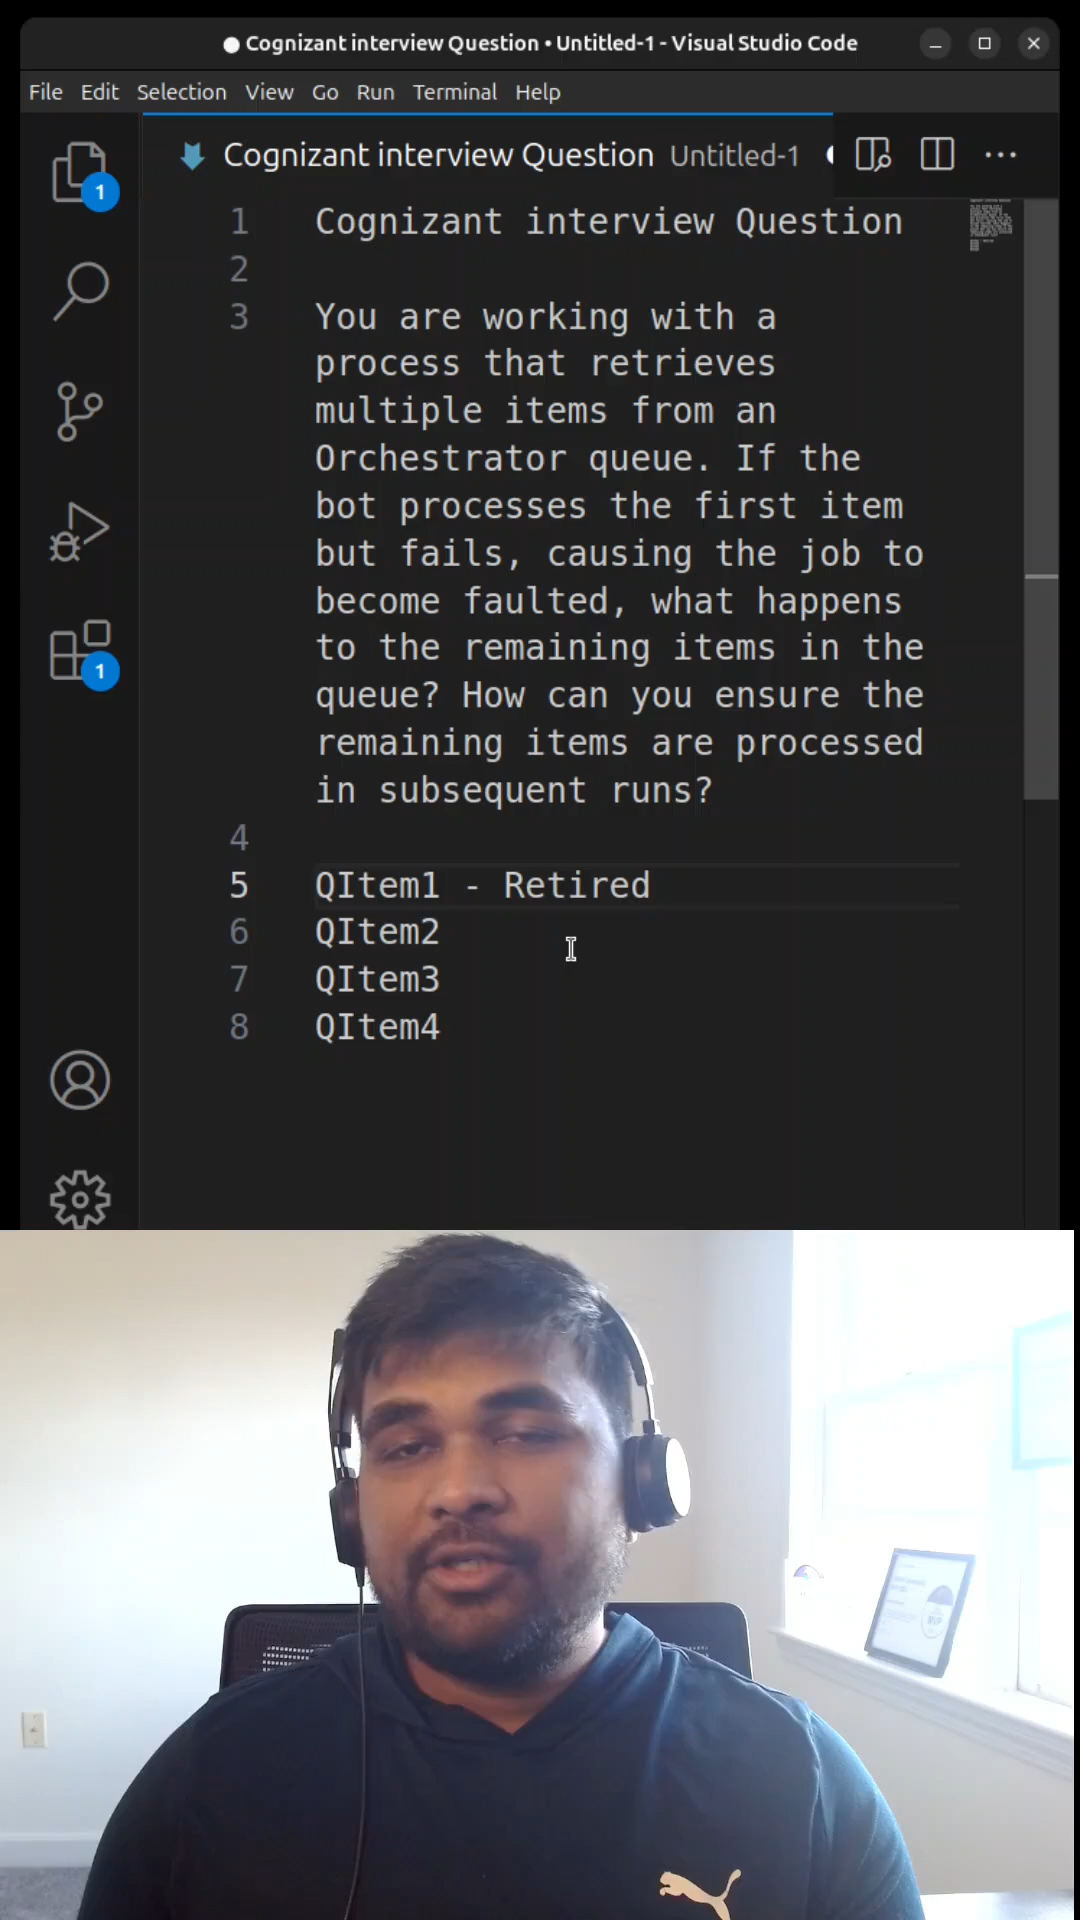 Cognizant interview Question • Untitled-1 - Visual Studio Code
File Edit Selection View Go Run Terminal Help
1
Cognizant interview Question Untitled-1
1 Cognizant interview Question
2
3 You are working with a
process that retrieves
multiple items from an
Orchestrator queue. If the
bot processes the first item
but fails, causing the job to
become faulted, what happens
to the remaining items in the
queue? How can you ensure the
remaining items are processed
in subsequent runs?
4
5 QItem1 - Retired
6 QItem2
7 QItem3
8 QItem4
1
MVP